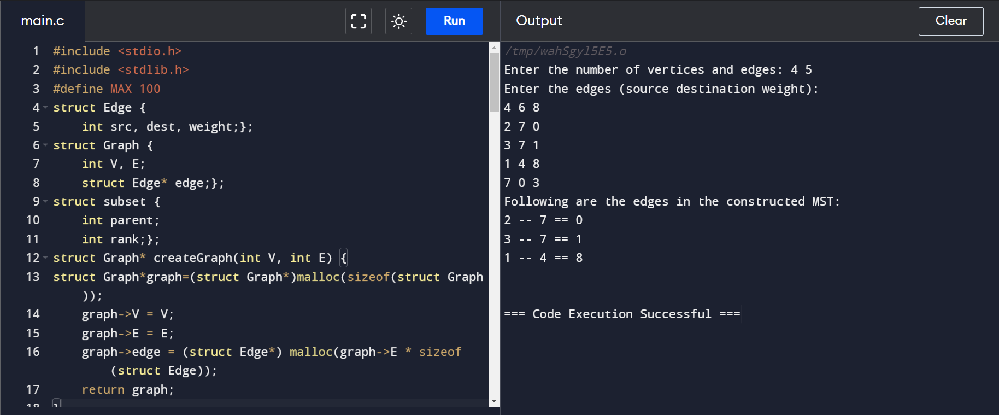 main.c
Run
Output
Clear
1 #include <stdio.h>
2 #include <stdlib.h>
3 #define MAX 100
4 struct Edge {
5 int src, dest, weight;};
6 struct Graph {
7 int V, E;
8 struct Edge* edge;};
9 struct subset {
10 int parent;
11 int rank;};
12 struct Graph* createGraph(int V, int E) {
13 struct Graph*graph=(struct Graph*)malloc(sizeof(struct Graph
));
14 graph->V = V;
15 graph->E = E;
16 graph->edge = (struct Edge*) malloc(graph->E * sizeof
(struct Edge));
17 return graph;
18 }
/tmp/wahSgyl5E5.o
Enter the number of vertices and edges: 4 5
Enter the edges (source destination weight):
4 6 8
2 7 0
3 7 1
1 4 8
7 0 3
Following are the edges in the constructed MST:
2 -- 7 == 0
3 -- 7 == 1
1 -- 4 == 8
=== Code Execution Successful ===